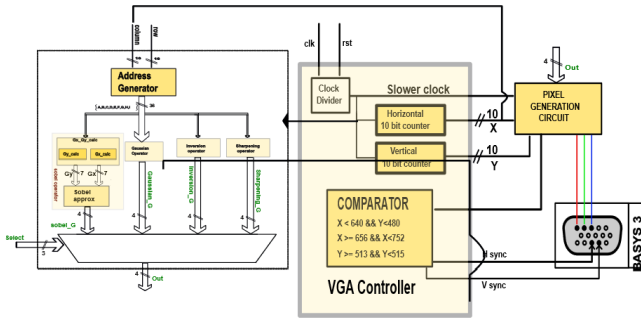 column
row
Address
Generator
Gx_Gy_calc
Gy_calc
Gx_calc
Gy
7
Gx
7
sobel operator
Sobel
approx
Gaussian
Operator
Inversion
operator
Sharpening
operator
4
sobel_G
4
Gaussian_G
4
Inversion_G
4
Sharpening_G
Select
3
4
Out
clk
rst
Clock
Divider
Slower clock
Horizontal
10 bit counter
Vertical
10 bit counter
10
X
10
Y
COMPARATOR
X < 640 && Y<480
X >= 656 && X<752
Y >= 513 && Y<515
VGA Controller
4
Out
PIXEL
GENERATION
CIRCUIT
H sync
V sync
BASYS 3